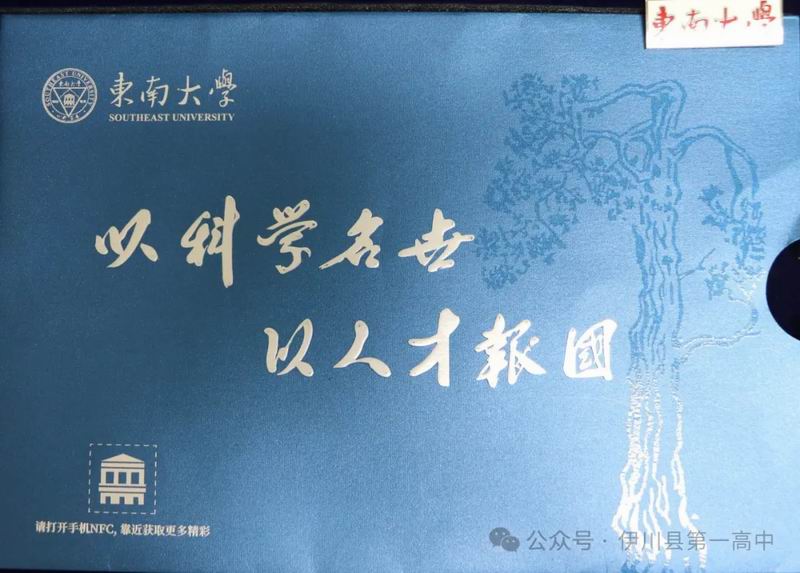 東南大學
東南大學
SOUTHEAST UNIVERSITY
以科学名世
以人才報國
请打开手机NFC, 靠近获取更多精彩
公众号 · 伊川县第一高中